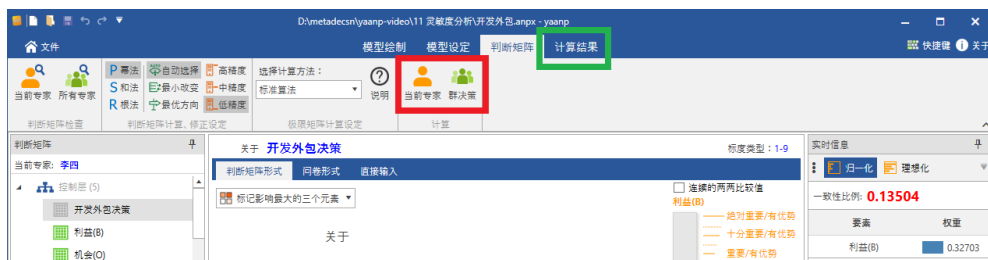 D:\metadecsn\yaanp-video\11 灵敏度分析\开发外包.anpx - yaanp
文件 模型绘制 模型设定 判断矩阵 计算结果 快捷键 关于
P 幂法 自动选择 高精度 选择计算方法：
S 和法 最小改变 中精度 标准算法
当前专家 所有专家 R 根法 最优方向 低精度 说明 当前专家 群决策
判断矩阵检查 判断矩阵计算、修正设定 极限矩阵计算设定 计算
判断矩阵 关于 开发外包决策 标度类型：1-9 实时信息
当前专家: 李四 判断矩阵形式 问卷形式 直接输入 归一化 理想化
控制层 (5) 标记影响最大的三个元素 连续的两两比较值
利益(B) 一致性比例: 0.13504
开发外包决策 绝对重要/有优势 要素 权重
利益(B) 关于 十分重要/有优势
机会(O) 重要/有优势 利益(B) 0.32703